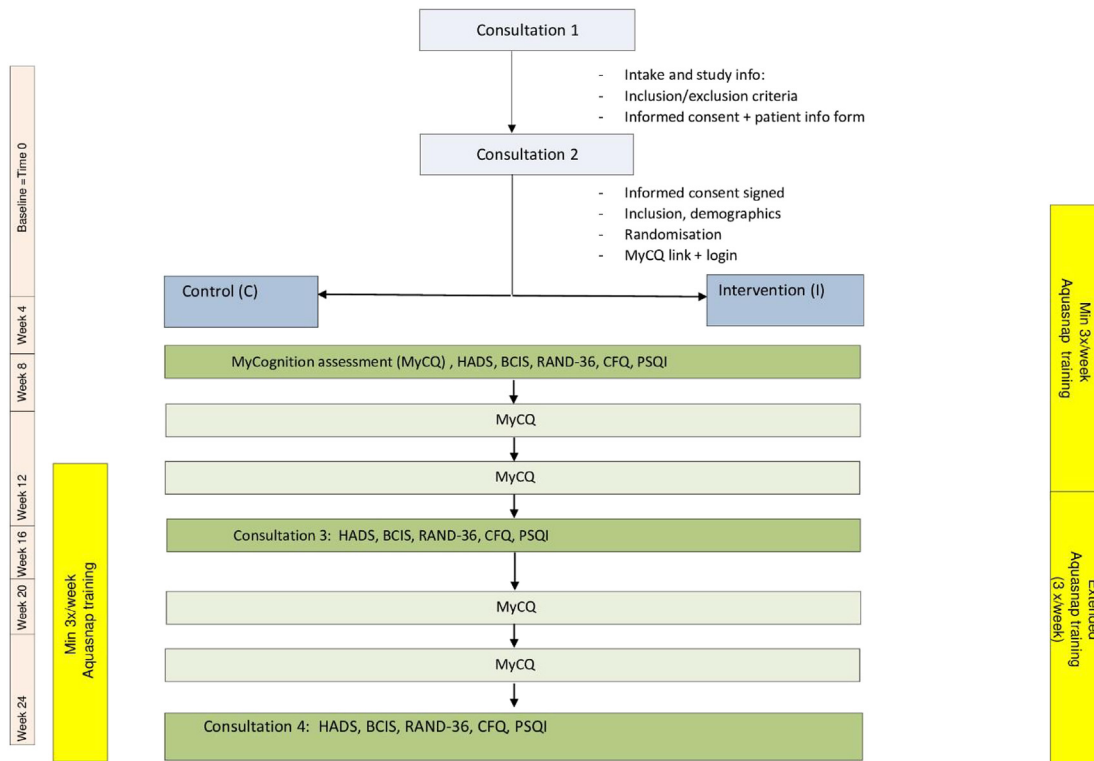 Consultation 1
- Intake and study info:
- Inclusion/exclusion criteria
- Informed consent + patient info form
Consultation 2
- Informed consent signed
- Inclusion, demographics
- Randomisation
- MyCQ link + login
Control (C)
Intervention (I)
MyCognition assessment (MyCQ) , HADS, BCIS, RAND-36, CFQ, PSQI
MyCQ
MyCQ
Consultation 3: HADS, BCIS, RAND-36, CFQ, PSQI
MyCQ
MyCQ
Consultation 4: HADS, BCIS, RAND-36, CFQ, PSQI
Baseline =Time 0
Week 4
Week 8
Week 12
Week 16
Week 20
Week 24
Min 3x/week
Aquasnap training
Min 3x/week
Aquasnap training
Extended
Aquasnap training
(3 x/week)